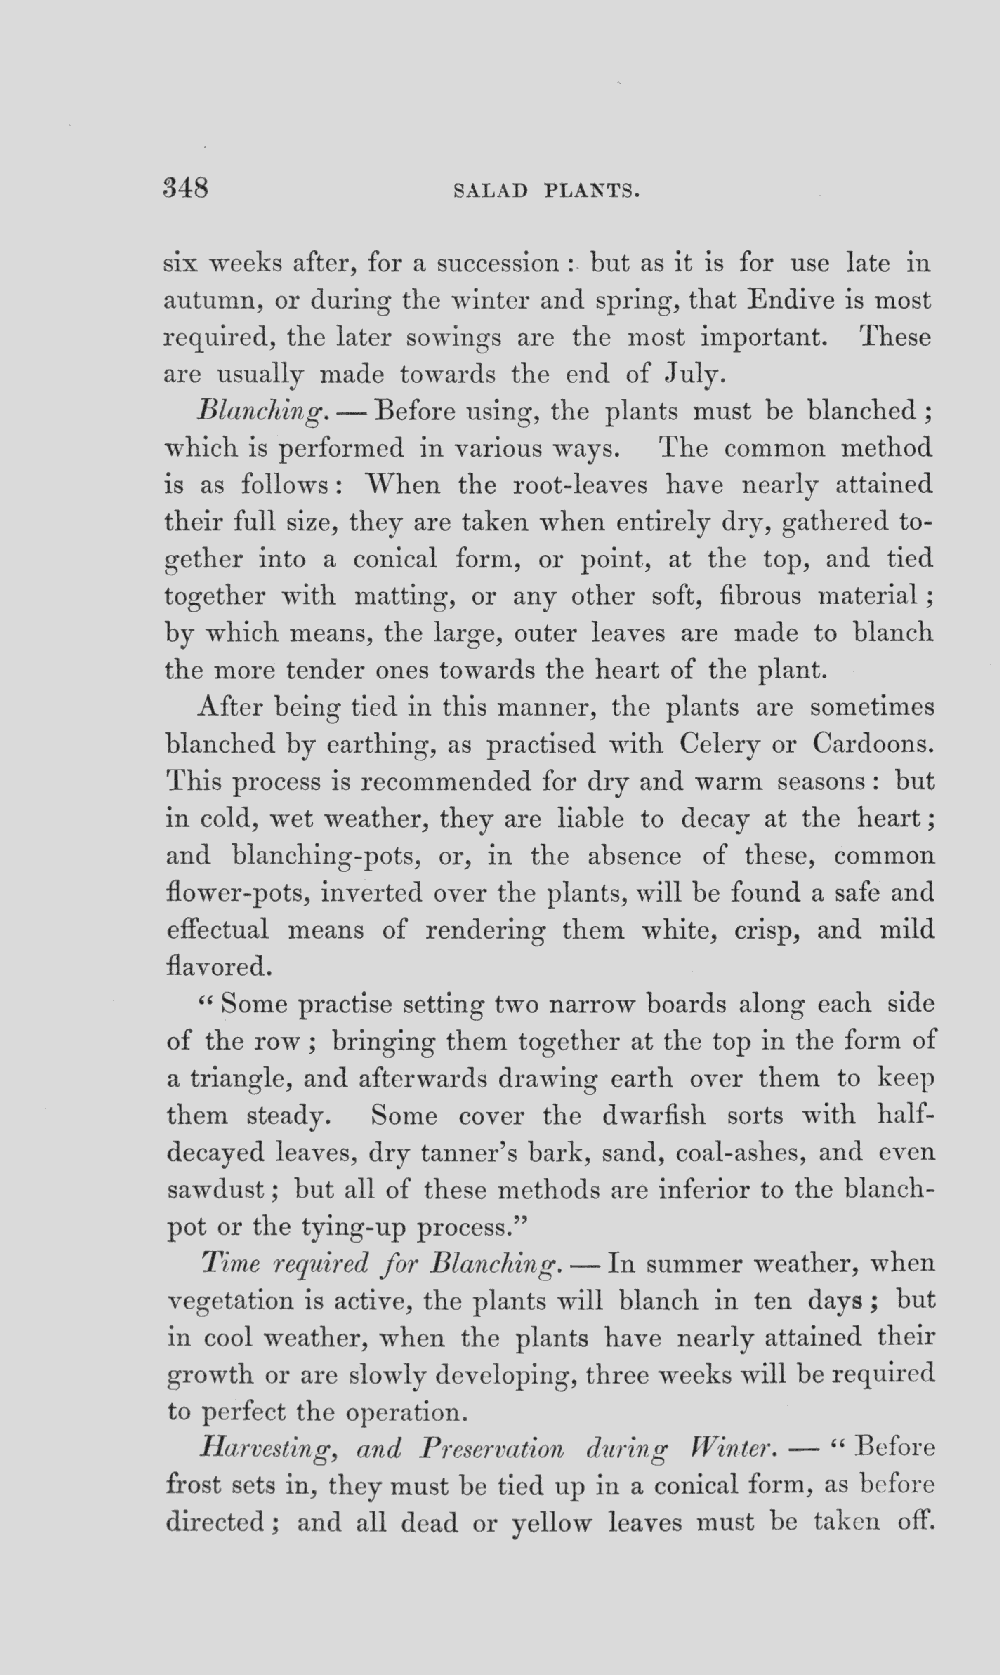 348 SALAD PLANTS.
six weeks after, for a succession : but as it is for use late in
autumn, or during the winter and spring, that Endive is most
required, the later sowings are the most important. These
are usually made towards the end of July.
Blanching. — Before using, the plants must be blanched ;
which is performed in various ways. The common method
is as follows : When the root-leaves have nearly attained
their full size, they are taken when entirely dry, gathered to-
gether into a conical form, or point, at the top, and tied
together with matting, or any other soft, fibrous material ;
by which means, the large, outer leaves are made to blanch
the more tender ones towards the heart of the plant.
After being tied in this manner, the plants are sometimes
blanched by earthing, as practised with Celery or Cardoons.
This process is recommended for dry and warm seasons : but
in cold, wet weather, they are liable to decay at the heart ;
and blanching-pots, or, in the absence of these, common
flower-pots, inverted over the plants, will be found a safe and
effectual means of rendering them white, crisp, and mild
flavored.
“ Some practise setting two narrow boards along each side
of the row ; bringing them together at the top in the form of
a triangle, and afterwards drawing earth over them to keep
them steady. Some cover the dwarfish sorts with half-
decayed leaves, dry tanner’s bark, sand, coal-ashes, and even
sawdust ; but all of these methods are inferior to the blanch-
pot or the tying-up process.”
Time required for Blanching. — In summer weather, when
vegetation is active, the plants will blanch in ten days ; but
in cool weather, when the plants have nearly attained their
growth or are slowly developing, three weeks will be required
to perfect the operation.
Harvesting, and Preservation during Winter. — “ Before
frost sets in, they must be tied up in a conical form, as before
directed ; and all dead or yellow leaves must be taken off.